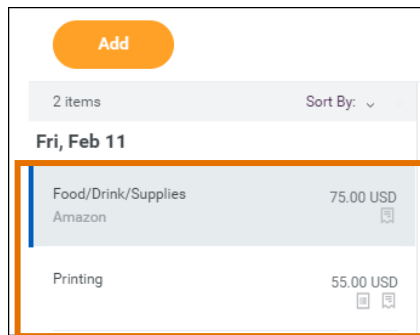 Add
2 items Sort By:
Fri, Feb 11
Food/Drink/Supplies 75.00 USD
Amazon
Printing 55.00 USD